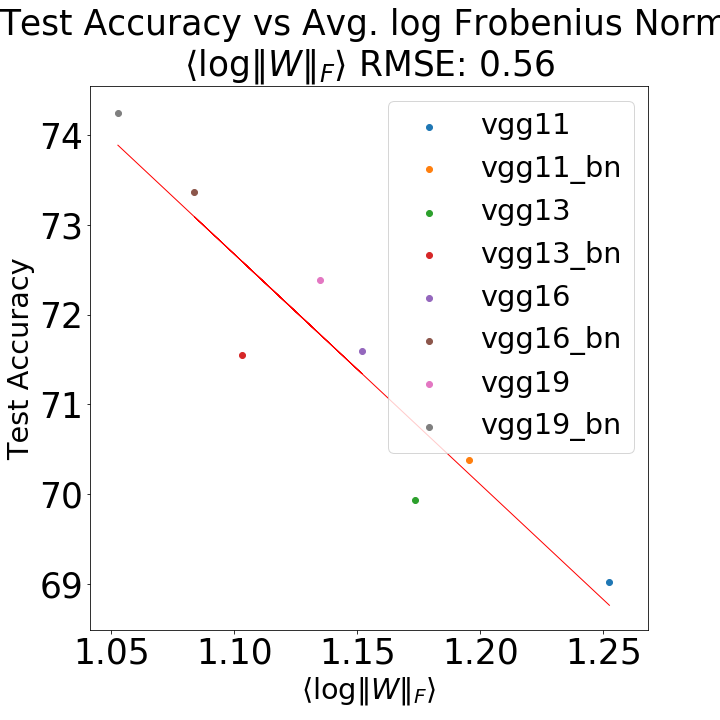 Test Accuracy vs Avg. log Frobenius Norm
⟨log‖W‖F⟩ RMSE: 0.56
vgg11
vgg11_bn
vgg13
vgg13_bn
vgg16
vgg16_bn
vgg19
vgg19_bn
Test Accuracy
74
73
72
71
70
69
1.05 1.10 1.15 1.20 1.25
⟨log‖W‖F⟩